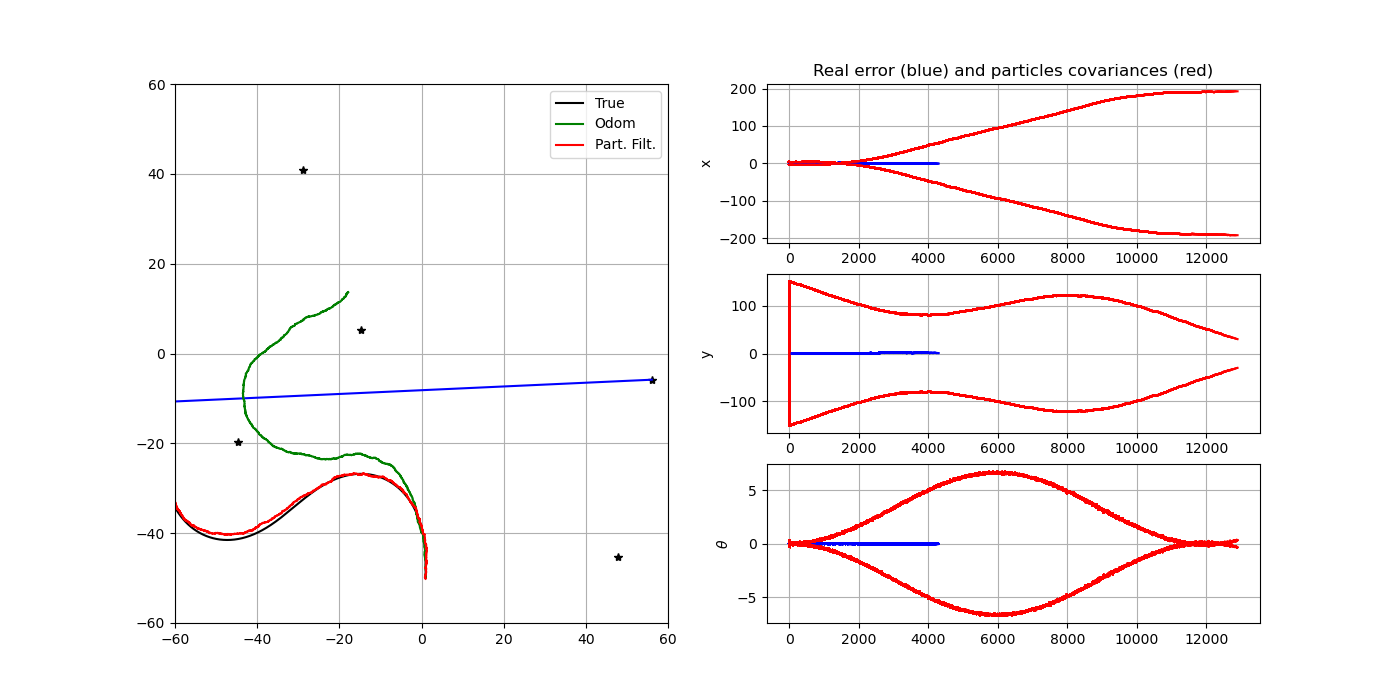 60
40
20
0
−20
−40
−60
−60 −40 −20 0 20 40 60
True
Odom
Part. Filt.
Real error (blue) and particles covariances (red)
x
200
100
0
−100
−200
0 2000 4000 6000 8000 10000 12000
y
100
0
−100
0 2000 4000 6000 8000 10000 12000
θ
5
0
−5
0 2000 4000 6000 8000 10000 12000